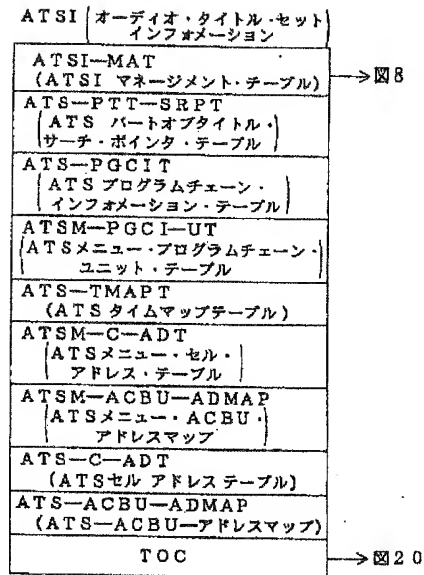 ATSI(オーディオ・タイトル・セット
インフォメーション)
ATSI—MAT
(ATSI マネージメント・テーブル)
→図8
ATS—PTT—SRPT
(ATS パートオブタイトル・
サーチ・ポインタ・テーブル)
ATS—PGCIT
(ATSプログラムチェーン・
インフォメーション・テーブル)
ATSM—PGCI—UT
(ATSメニュー・プログラムチェーン・
ユニット・テーブル)
ATS—TMAPT
(ATSタイムマップテーブル)
ATSM—C—ADT
(ATSメニュー・セル・
アドレス・テーブル)
ATSM—ACBU—ADMAP
(ATSメニュー・ACBU・
アドレスマップ)
ATS—C—ADT
(ATSセル アドレステーブル)
ATS—ACBU—ADMAP
(ATS—ACBU—アドレスマップ)
TOC
→図20